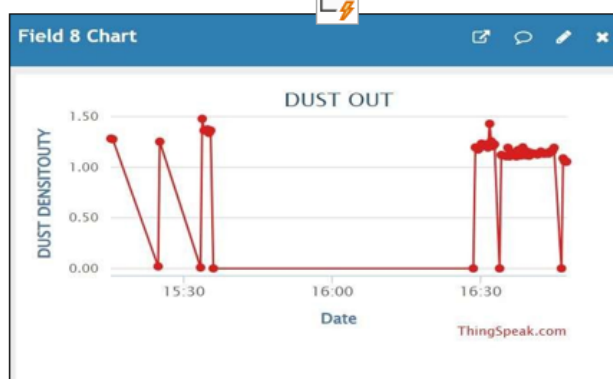 Field 8 Chart
DUST OUT
DUST DENSITOUTY
1.50
1.00
0.50
0.00
15:30
16:00
16:30
Date
ThingSpeak.com